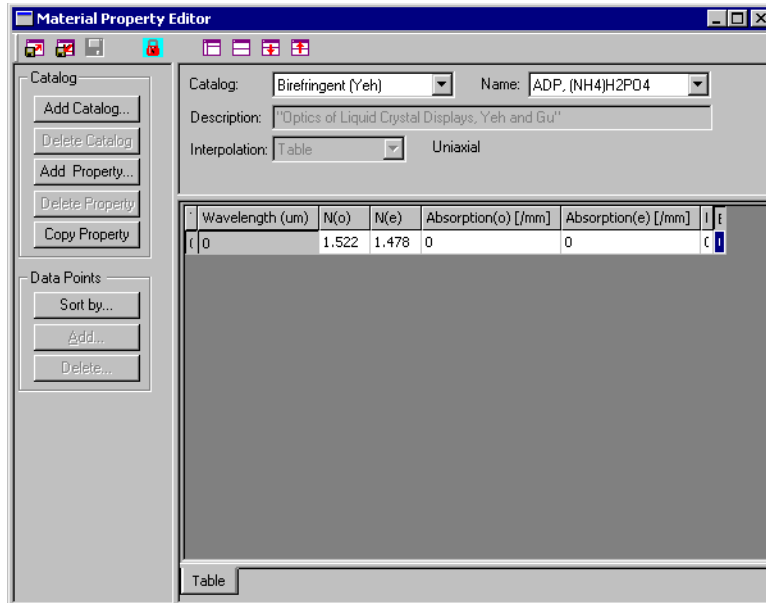 Material Property Editor
Catalog
Add Catalog...
Delete Catalog
Add Property...
Delete Property
Copy Property
Data Points
Sort by...
Add...
Delete...
Catalog: Birefringent (Yeh) Name: ADP, (NH4)H2PO4
Description: "Optics of Liquid Crystal Displays, Yeh and Gu"
Interpolation: Table Uniaxial
Wavelength (um) N(o) N(e) Absorption(o) [/mm] Absorption(e) [/mm]
0 1.522 1.478 0 0
Table